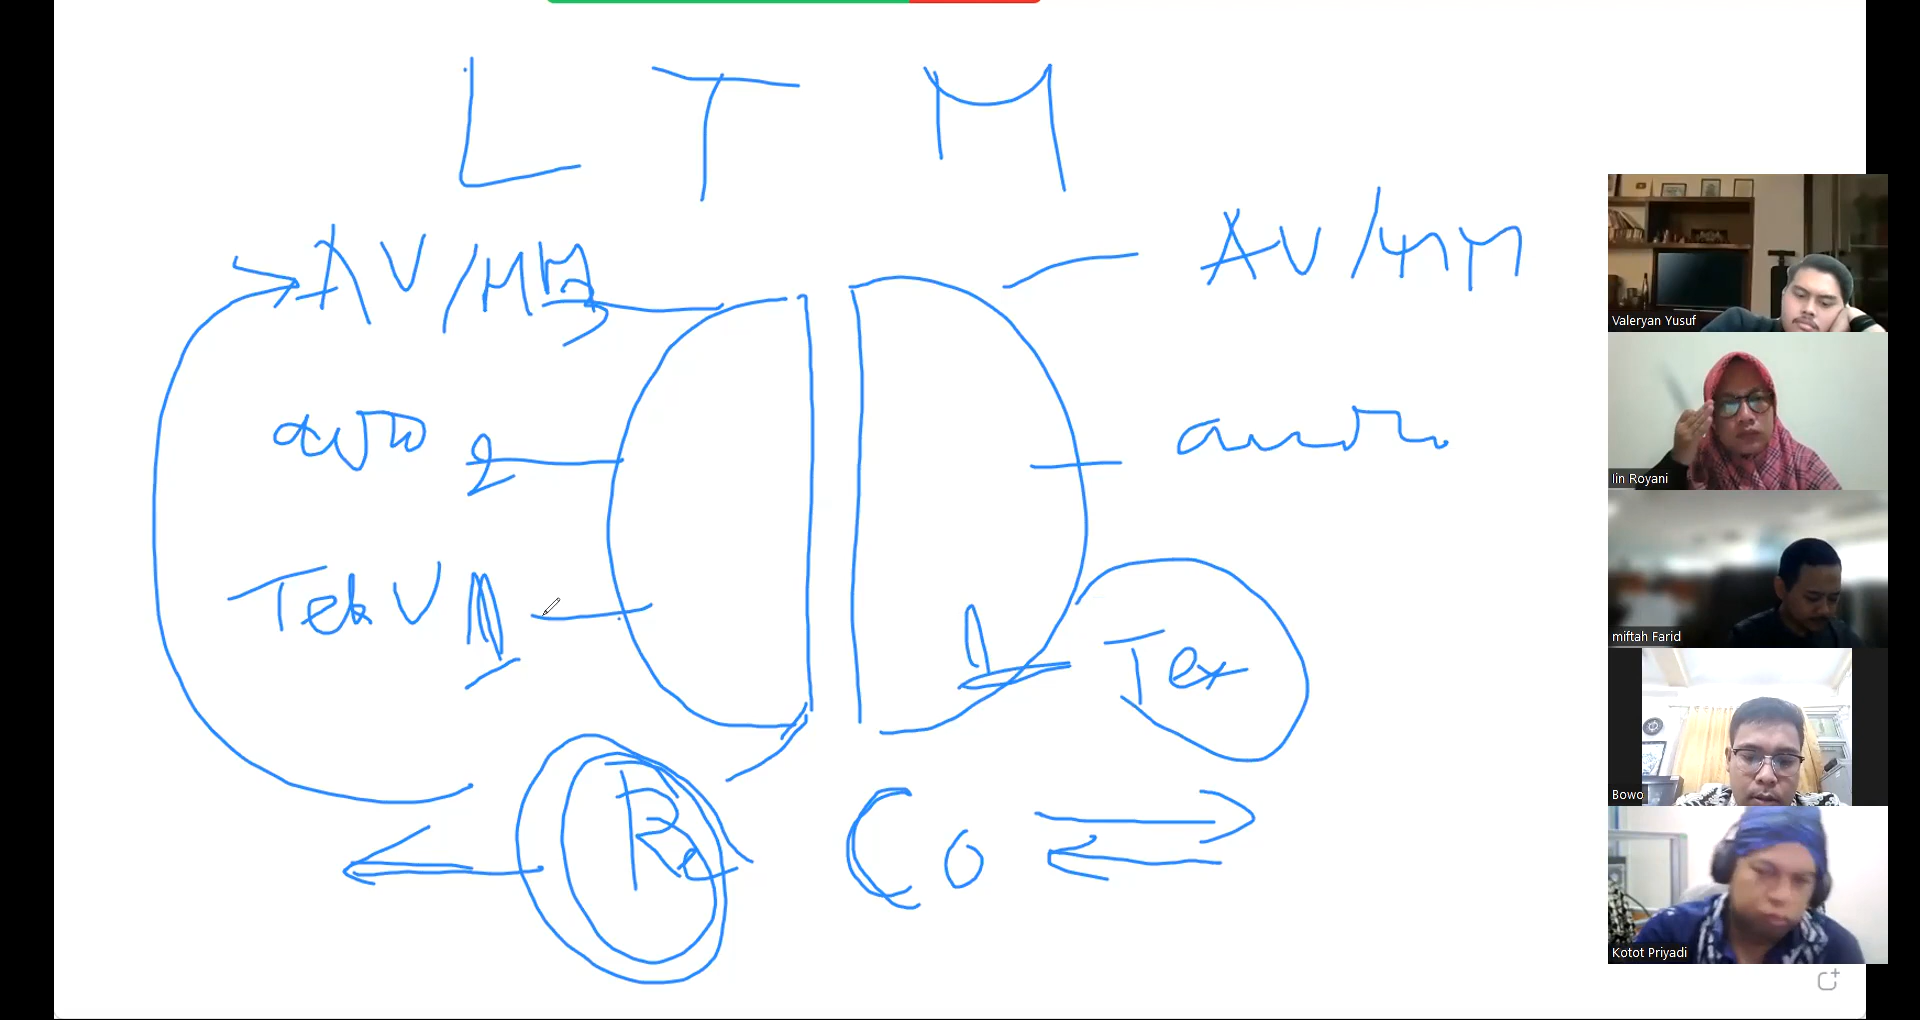 L T M
AV/MM
AV/MM
Tek V
Tex
Re
Co
Valeryan Yusuf
Iin Royani
miftah Farid
Bowo
Kotot Priyadi